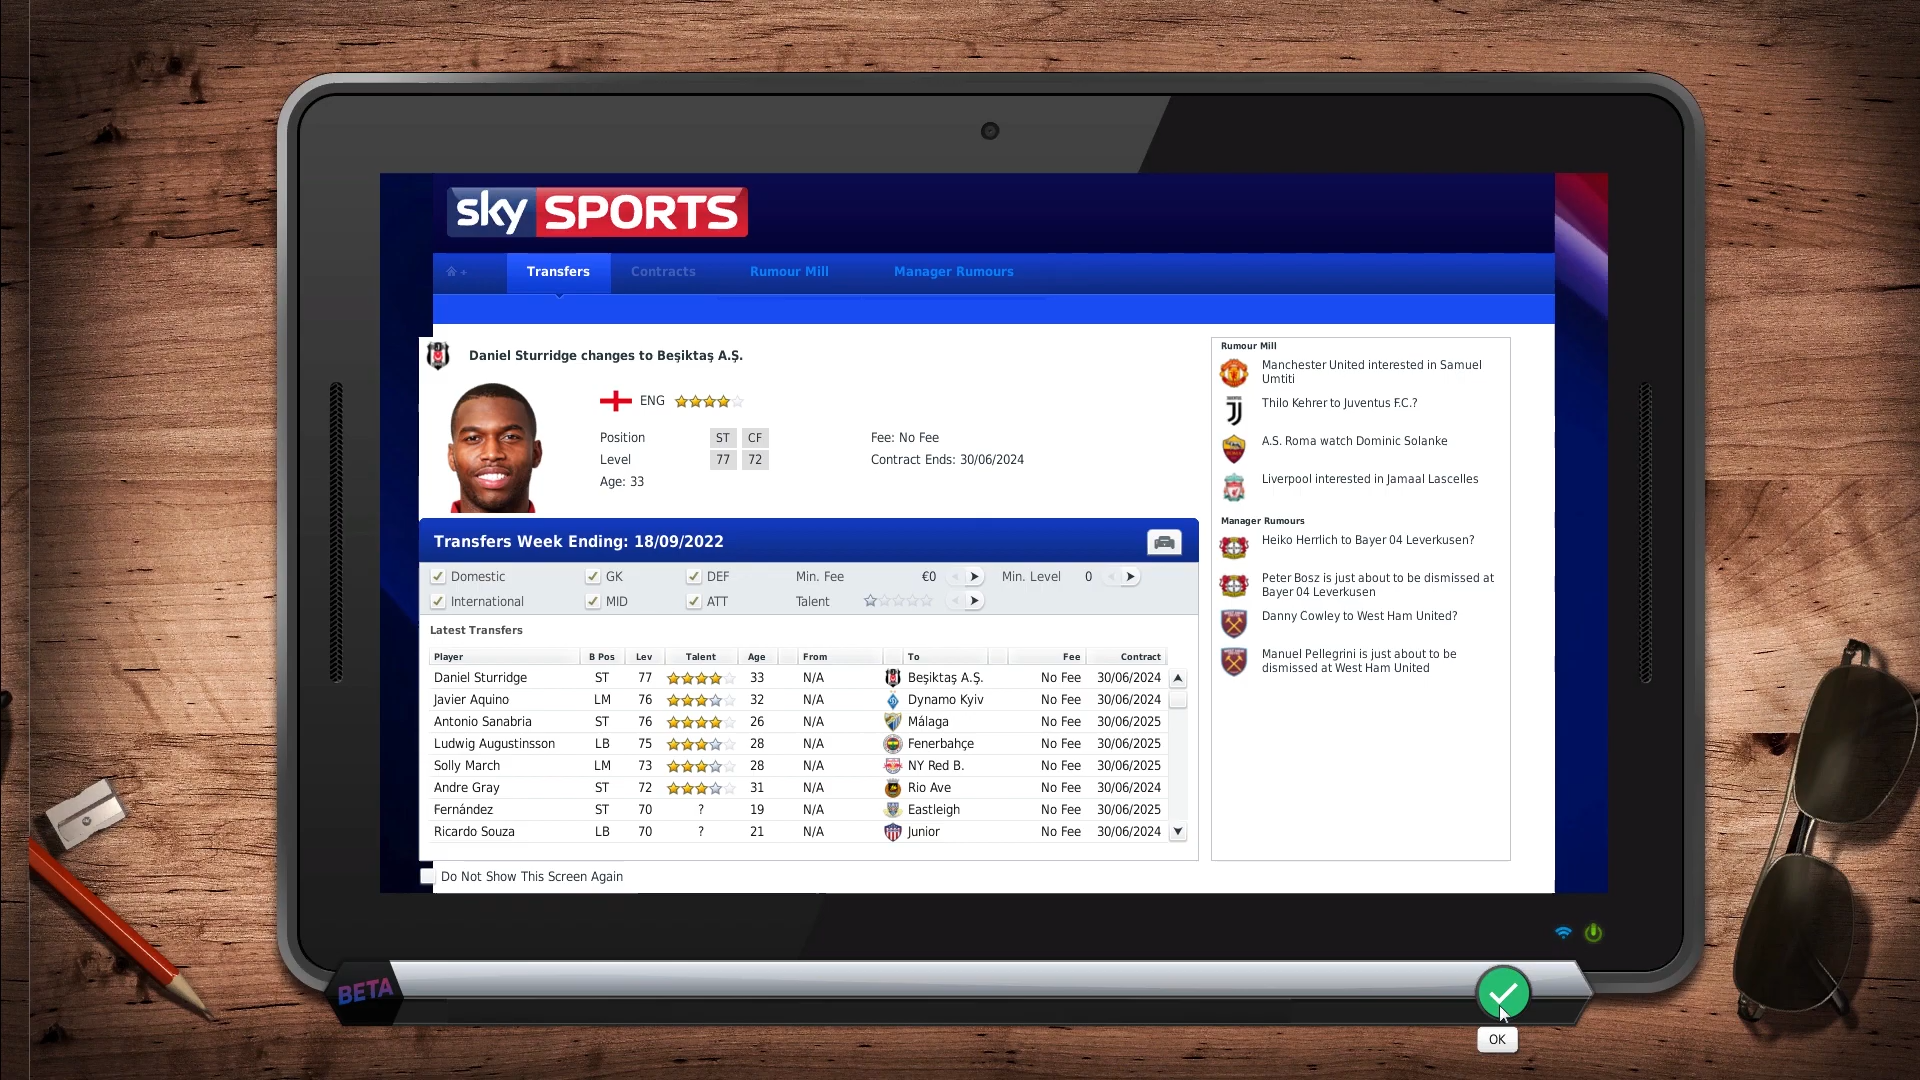 sky SPORTS
Transfers Contracts Rumour Mill Manager Rumours
Daniel Sturridge changes to Beşiktaş A.Ş.
ENG
Position ST CF
Level 77 72
Age: 33
Fee: No Fee
Contract Ends: 30/06/2024
Transfers Week Ending: 18/09/2022
Domestic GK DEF Min. Fee €0 Min. Level 0
International MID ATT Talent
Latest Transfers
Player B Pos Lev Talent Age From To Fee Contract
Daniel Sturridge ST 77 33 N/A Beşiktaş A.Ş. No Fee 30/06/2024
Javier Aquino LM 76 32 N/A Dynamo Kyiv No Fee 30/06/2024
Antonio Sanabria ST 76 26 N/A Málaga No Fee 30/06/2025
Ludwig Augustinsson LB 75 28 N/A Fenerbahçe No Fee 30/06/2025
Solly March LM 73 28 N/A NY Red B. No Fee 30/06/2025
Andre Gray ST 72 31 N/A Rio Ave No Fee 30/06/2024
Fernández ST 70 ? 19 N/A Eastleigh No Fee 30/06/2025
Ricardo Souza LB 70 ? 21 N/A Junior No Fee 30/06/2024
Do Not Show This Screen Again
Rumour Mill
Manchester United interested in Samuel
Umtiti
Thilo Kehrer to Juventus F.C.?
A.S. Roma watch Dominic Solanke
Liverpool interested in Jamaal Lascelles
Manager Rumours
Heiko Herrlich to Bayer 04 Leverkusen?
Peter Bosz is just about to be dismissed at
Bayer 04 Leverkusen
Danny Cowley to West Ham United?
Manuel Pellegrini is just about to be
dismissed at West Ham United
BETA
OK